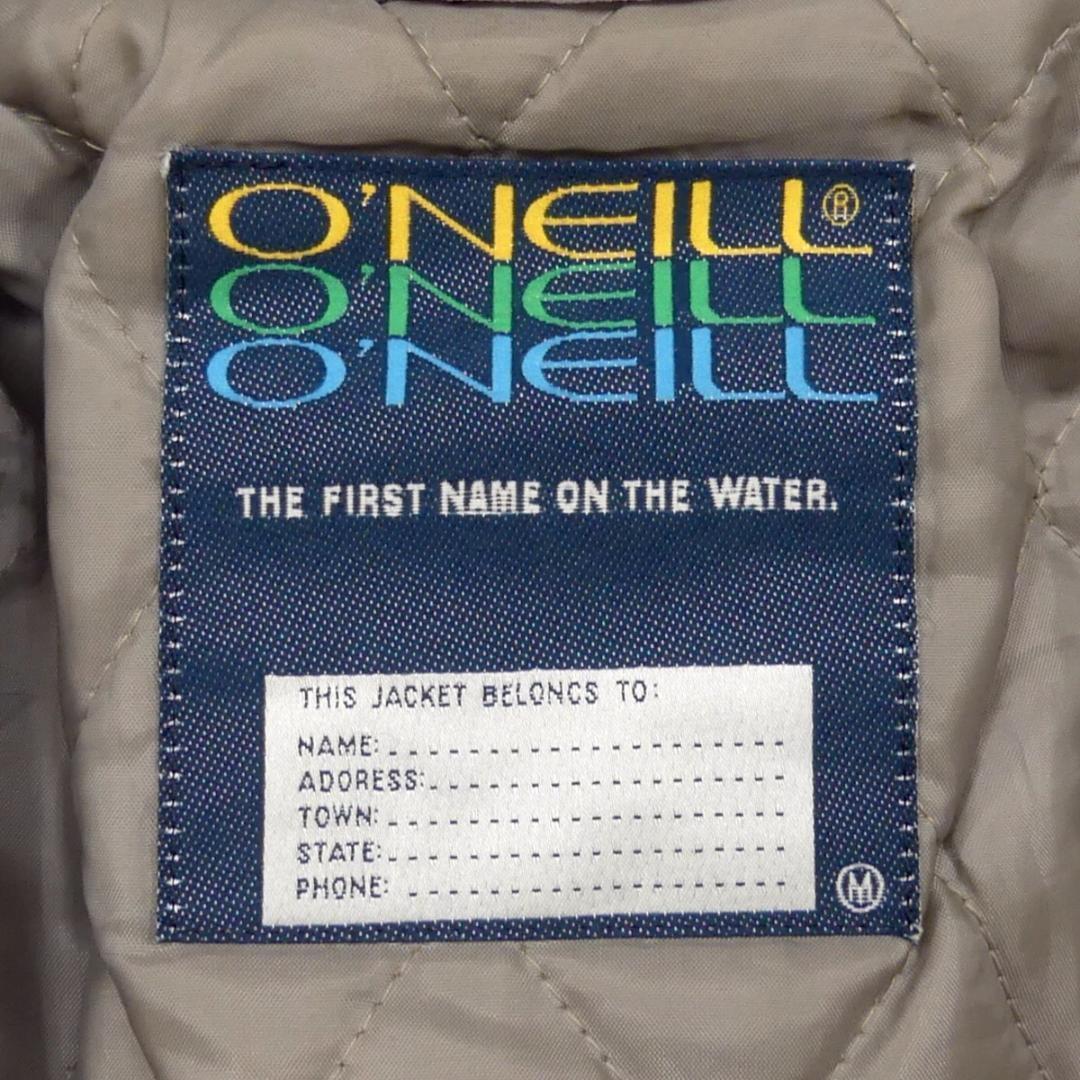 O'NEILL®
O'NEILL
O'NEILL
THE FIRST NAME ON THE WATER.
THIS JACKET BELONGS TO:
NAME:
ADDRESS:
TOWN:
STATE:
PHONE:
M